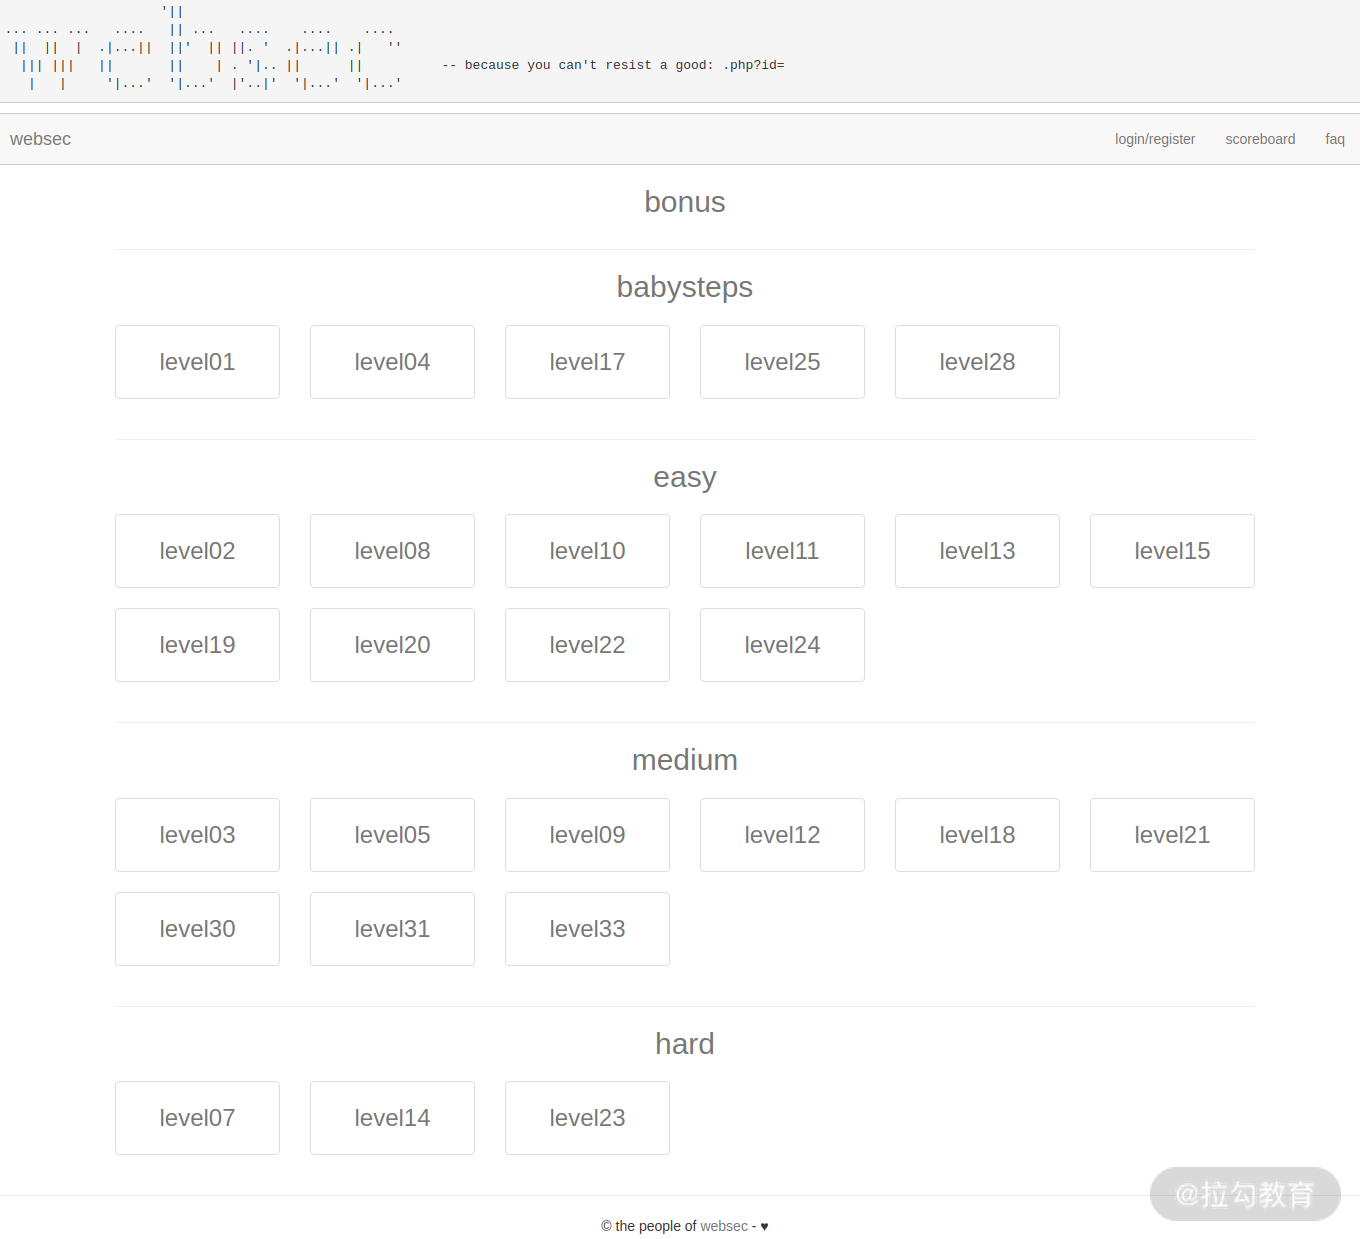 '||
... ... ...   ....   || ...   ....    ....    ....
 ||  ||  |  .|...||  ||'  || ||. '  .|...|| .|   ''
  ||| |||   ||       ||    | . '|.. ||      ||          -- because you can't resist a good: .php?id=
   |   |     '|...'  '|...'  |'..|'  '|...'  '|...'
websec login/register scoreboard faq
bonus
babysteps
level01 level04 level17 level25 level28
easy
level02 level08 level10 level11 level13 level15
level19 level20 level22 level24
medium
level03 level05 level09 level12 level18 level21
level30 level31 level33
hard
level07 level14 level23
@拉勾教育
© the people of websec - ♥